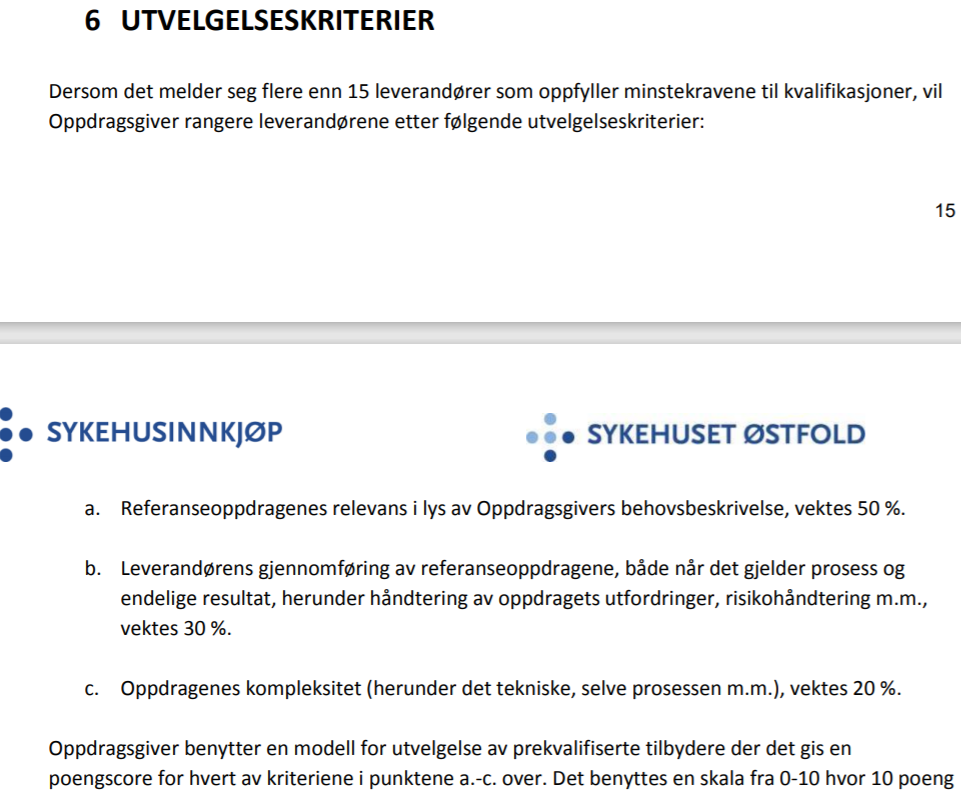 6 UTVELGELSESKRITERIER
Dersom det melder seg flere enn 15 leverandører som oppfyller minstekravene til kvalifikasjoner, vil
Oppdragsgiver rangere leverandørene etter følgende utvelgelseskriterier:
15
SYKEHUSINNKJØP
SYKEHUSET ØSTFOLD
a. Referanseoppdragenes relevans i lys av Oppdragsgivers behovsbeskrivelse, vektes 50 %.
b. Leverandørens gjennomføring av referanseoppdragene, både når det gjelder prosess og
endelige resultat, herunder håndtering av oppdragets utfordringer, risikohåndtering m.m.,
vektes 30 %.
c. Oppdragenes kompleksitet (herunder det tekniske, selve prosessen m.m.), vektes 20 %.
Oppdragsgiver benytter en modell for utvelgelse av prekvalifiserte tilbydere der det gis en
poengscore for hvert av kriteriene i punktene a.-c. over. Det benyttes en skala fra 0-10 hvor 10 poeng